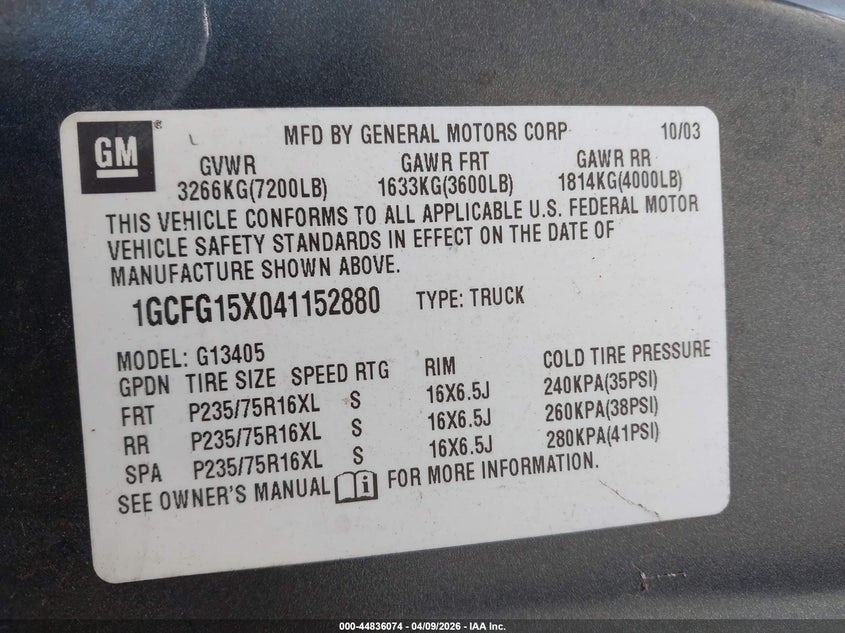 GM
®
MFD BY GENERAL MOTORS CORP 10/03
GVWR GAWR FRT GAWR RR
3266KG(7200LB) 1633KG(3600LB) 1814KG(4000LB)
THIS VEHICLE CONFORMS TO ALL APPLICABLE U.S. FEDERAL MOTOR
VEHICLE SAFETY STANDARDS IN EFFECT ON THE DATE OF
MANUFACTURE SHOWN ABOVE.
1GCFG15X041152880 TYPE: TRUCK
MODEL: G13405
GPDN TIRE SIZE SPEED RTG RIM COLD TIRE PRESSURE
FRT P235/75R16XL S 16X6.5J 240KPA(35PSI)
RR P235/75R16XL S 16X6.5J 260KPA(38PSI)
SPA P235/75R16XL S 16X6.5J 280KPA(41PSI)
SEE OWNER'S MANUAL i FOR MORE INFORMATION.
000-44836074 - 04/09/2026 - IAA Inc.